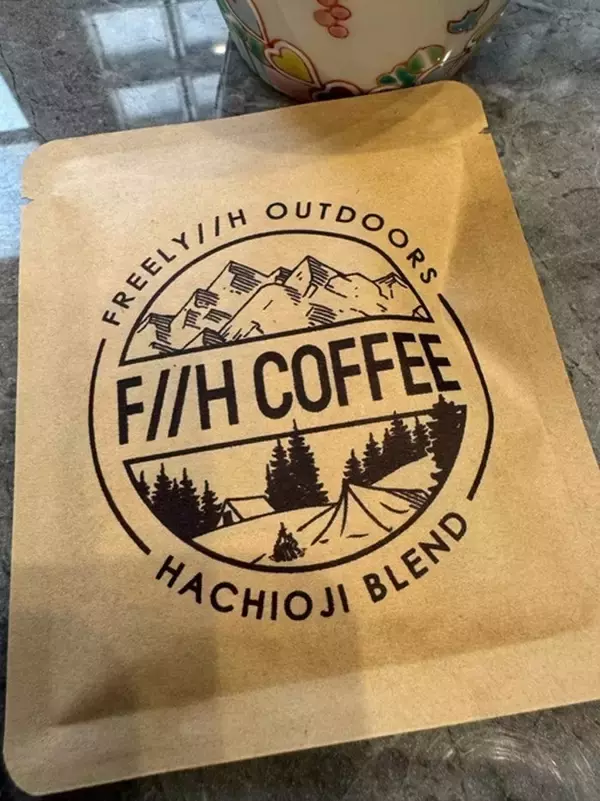 FREELY//H OUTDOORS
F//H COFFEE
HACHIOJI BLEND